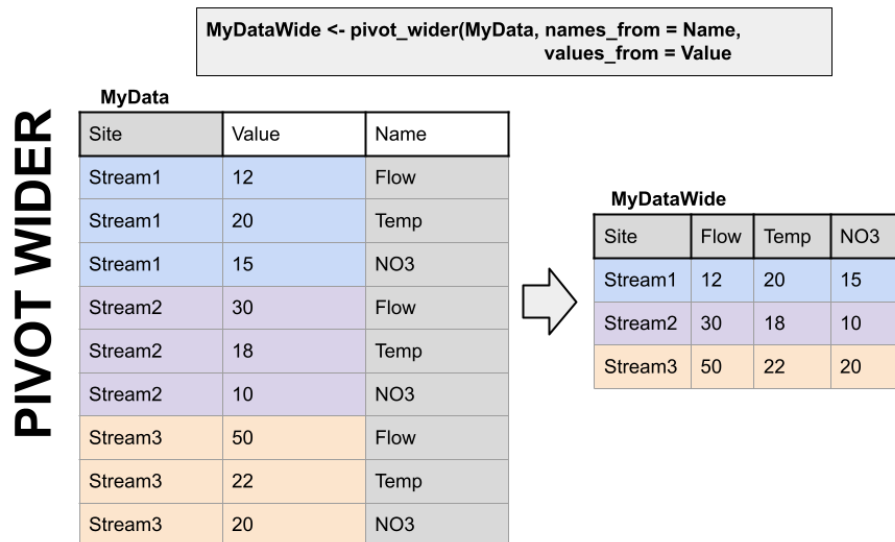 MyDataWide <- pivot_wider(MyData, names_from = Name,
values_from = Value
PIVOT WIDER
MyData
Site Value Name
Stream1 12 Flow
Stream1 20 Temp
Stream1 15 NO3
Stream2 30 Flow
Stream2 18 Temp
Stream2 10 NO3
Stream3 50 Flow
Stream3 22 Temp
Stream3 20 NO3
MyDataWide
Site Flow Temp NO3
Stream1 12 20 15
Stream2 30 18 10
Stream3 50 22 20